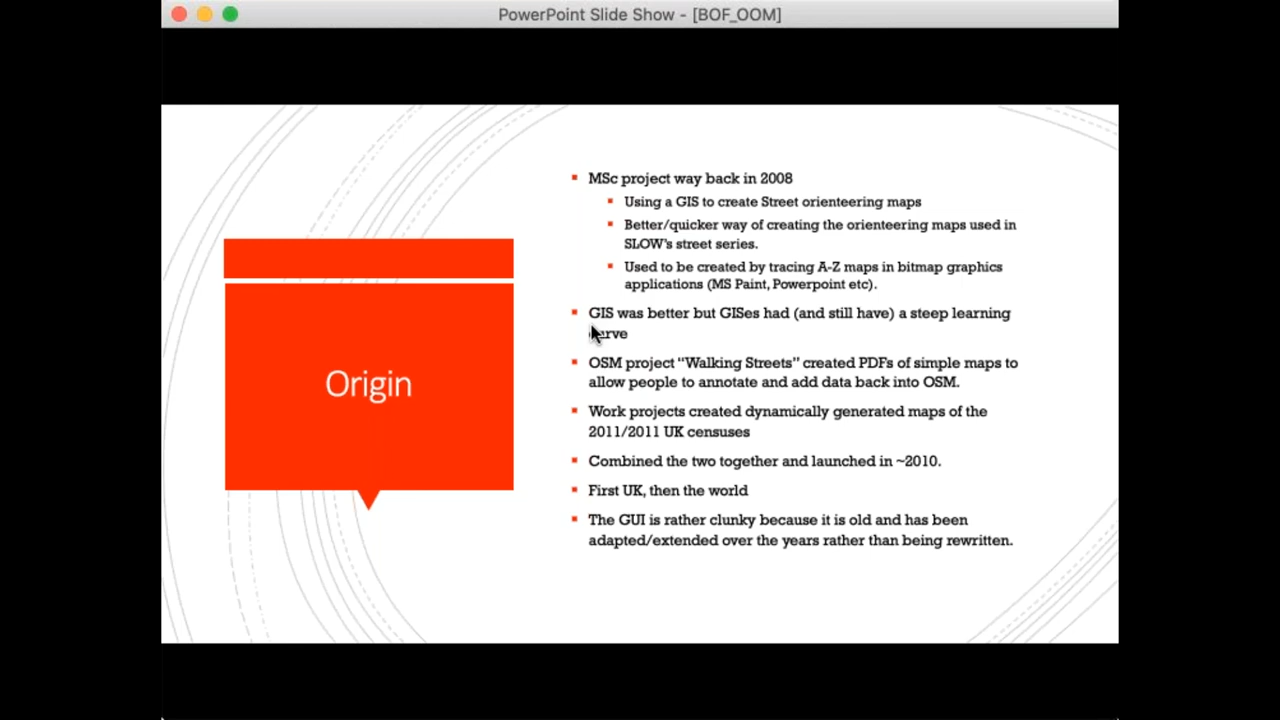 PowerPoint Slide Show - [BOF_OOM]
Origin
MSc project way back in 2008
Using a GIS to create Street orienteering maps
Better/quicker way of creating the orienteering maps used in
SLOW's street series.
Used to be created by tracing A-Z maps in bitmap graphics
applications (MS Paint, Powerpoint etc).
GIS was better but GISes had (and still have) a steep learning
curve
OSM project “Walking Streets” created PDFs of simple maps to
allow people to annotate and add data back into OSM.
Work projects created dynamically generated maps of the
2011/2011 UK censuses
Combined the two together and launched in ~2010.
First UK, then the world
The GUI is rather clunky because it is old and has been
adapted/extended over the years rather than being rewritten.